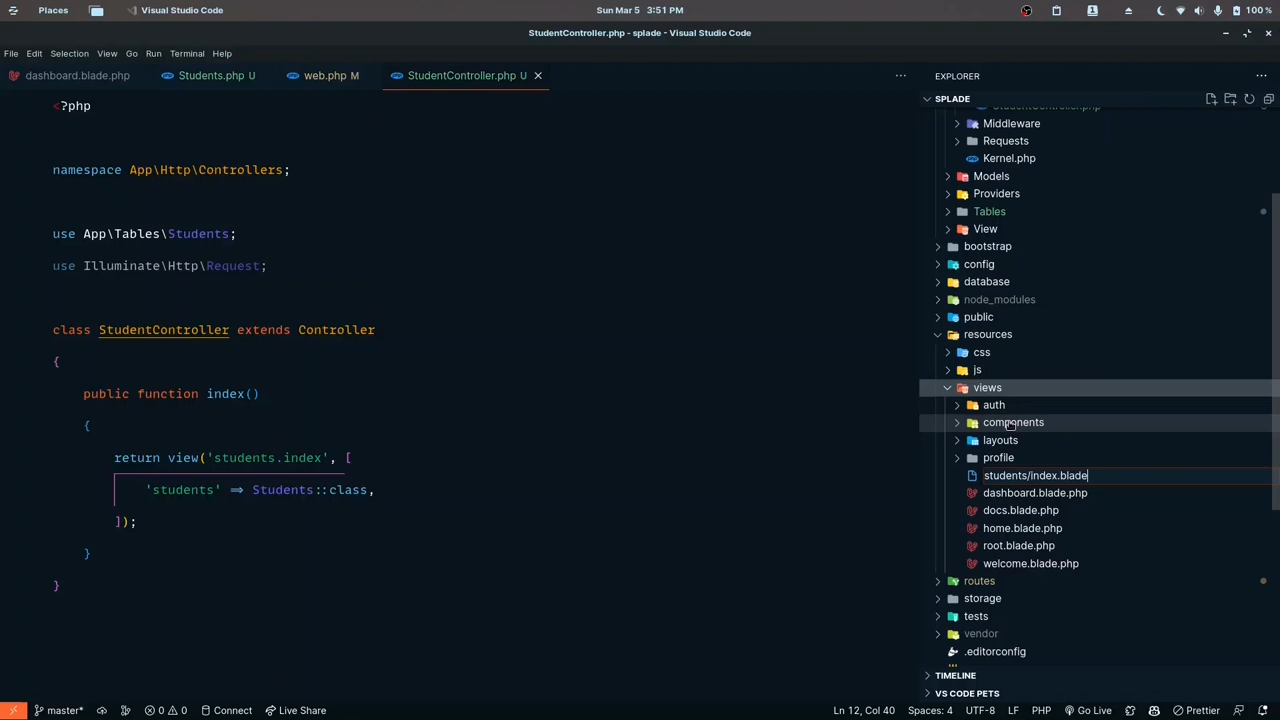 Places
Visual Studio Code
Sun Mar 5 3:51 PM
100 %
StudentController.php - splade - Visual Studio Code
File Edit Selection View Go Run Terminal Help
dashboard.blade.php
Students.php U
web.php M
StudentController.php U
<?php
namespace App\Http\Controllers;
use App\Tables\Students;
use Illuminate\Http\Request;
class StudentController extends Controller
{
public function index()
{
return view('students.index', [
'students' => Students::class,
]);
}
}
EXPLORER
SPLADE
StudentController.php
Middleware
Requests
Kernel.php
Models
Providers
Tables
View
bootstrap
config
database
node_modules
public
resources
css
js
views
auth
components
layouts
profile
students/index.blade
dashboard.blade.php
docs.blade.php
home.blade.php
root.blade.php
welcome.blade.php
routes
storage
tests
vendor
.editorconfig
TIMELINE
VS CODE PETS
master* 0 0 Connect Live Share Ln 12, Col 40 Spaces: 4 UTF-8 LF PHP Go Live Prettier